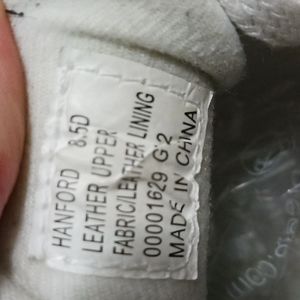 HANFORD 8.5D
LEATHER UPPER
FABRIC/LEATHER LINING
00001629 G'2
MADE IN CHINA